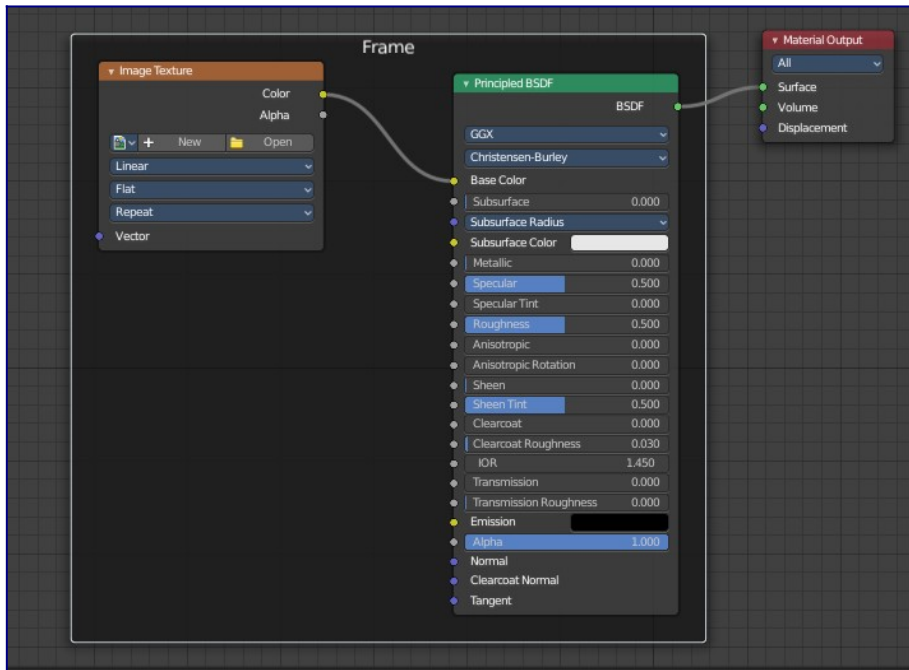 Frame
Image Texture
Color
Alpha
New Open
Linear
Flat
Repeat
Vector
Principled BSDF
BSDF
GGX
Christensen-Burley
Base Color
Subsurface 0.000
Subsurface Radius
Subsurface Color
Metallic 0.000
Specular 0.500
Specular Tint 0.000
Roughness 0.500
Anisotropic 0.000
Anisotropic Rotation 0.000
Sheen 0.000
Sheen Tint 0.500
Clearcoat 0.000
Clearcoat Roughness 0.030
IOR 1.450
Transmission 0.000
Transmission Roughness 0.000
Emission
Alpha 1.000
Normal
Clearcoat Normal
Tangent
Material Output
All
Surface
Volume
Displacement